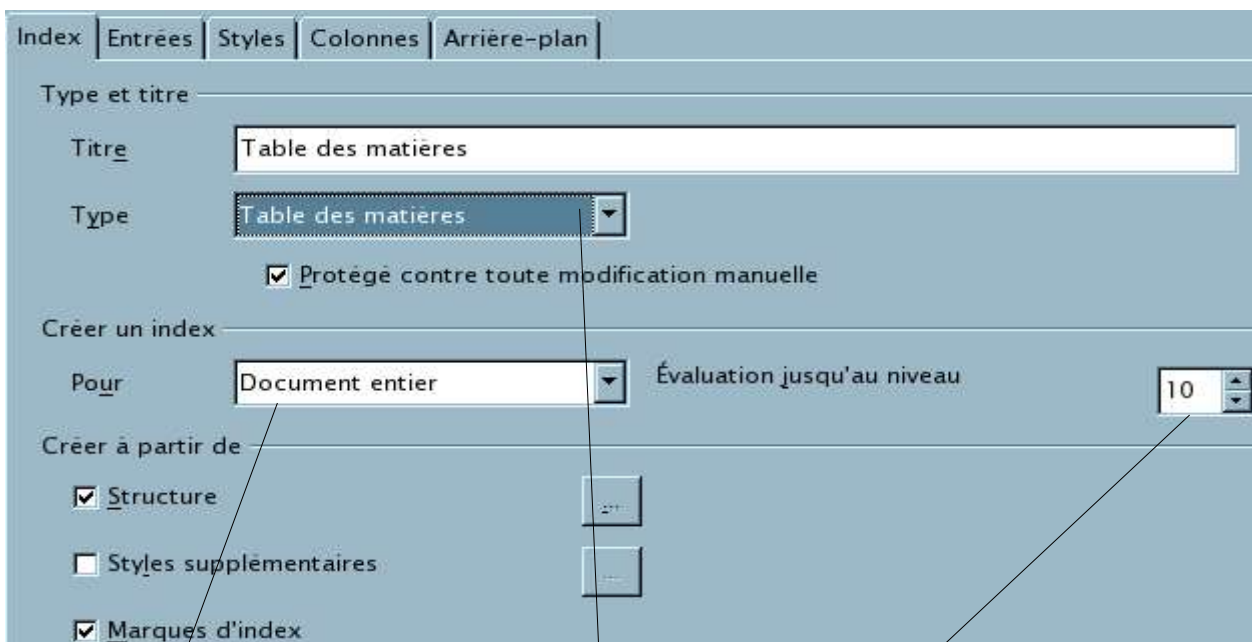 Index Entrées Styles Colonnes Arrière-plan
Type et titre
Titre Table des matières
Type Table des matières
Protégé contre toute modification manuelle
Créer un index
Pour Document entier Évaluation jusqu'au niveau 10
Créer à partir de
Structure ...
Styles supplémentaires ...
Marques d'index